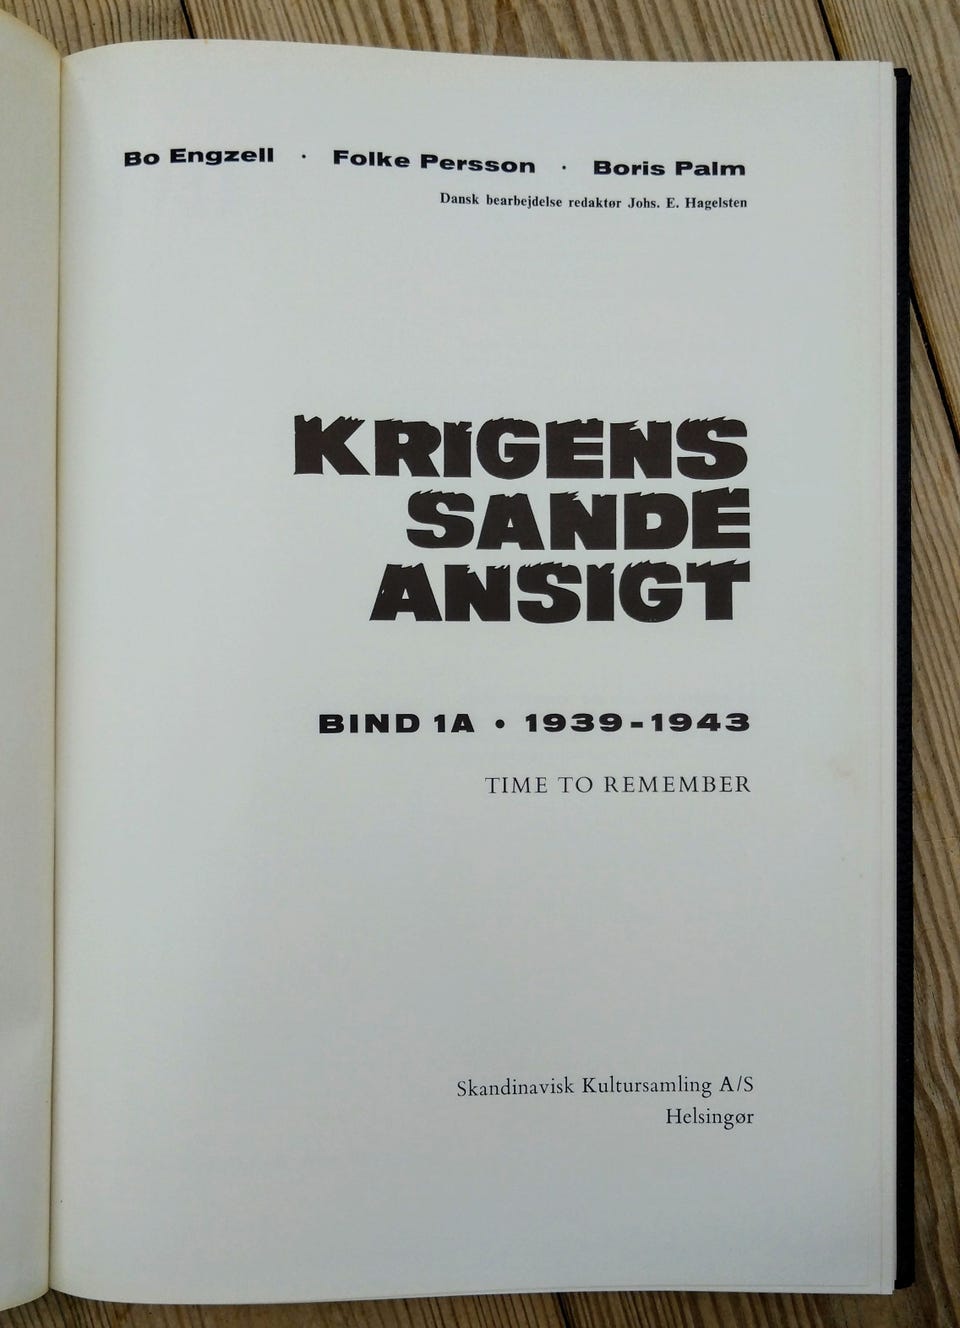 Bo Engzell · Folke Persson · Boris Palm
Dansk bearbejdelse redaktør Johs. E. Hagelsten
KRIGENS
SANDE
ANSIGT
BIND 1A • 1939-1943
TIME TO REMEMBER
Skandinavisk Kultursamling A/S
Helsingør